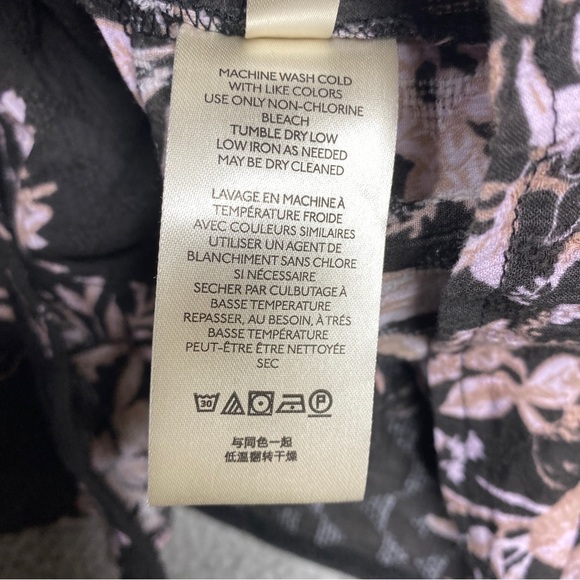 MACHINE WASH COLD
WITH LIKE COLORS
USE ONLY NON-CHLORINE
BLEACH
TUMBLE DRY LOW
LOW IRON AS NEEDED
MAY BE DRY CLEANED
LAVAGE EN MACHINE À
TEMPÉRATURE FROIDE
AVEC COULEURS SIMILAIRES
UTILISER UN AGENT DE
BLANCHIMENT SANS CHLORE
SI NÉCESSAIRE
SECHER PAR CULBUTAGE À
BASSE TEMPERATURE
REPASSER, AU BESOIN, À TRÉS
BASSE TEMPÉRATURE
PEUT-ÊTRE ÊTRE NETTOYÉE
SEC
30 P
与同色一起
低温翻转干燥